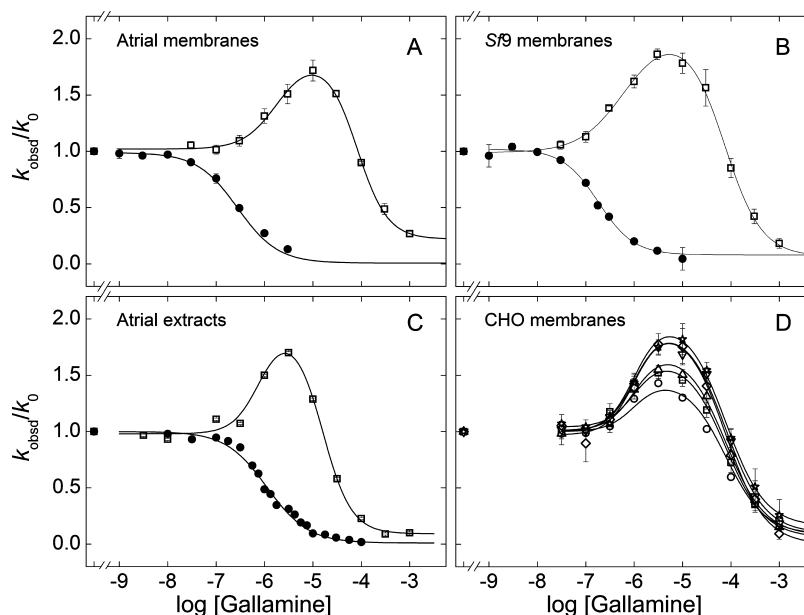 Atrial membranes A
Sf9 membranes B
2.0
1.5
1.0
0.5
0.0
kobsd/k0
Atrial extracts C
CHO membranes D
2.0
1.5
1.0
0.5
0.0
kobsd/k0
-9 -8 -7 -6 -5 -4 -3
-9 -8 -7 -6 -5 -4 -3
log [Gallamine]
log [Gallamine]